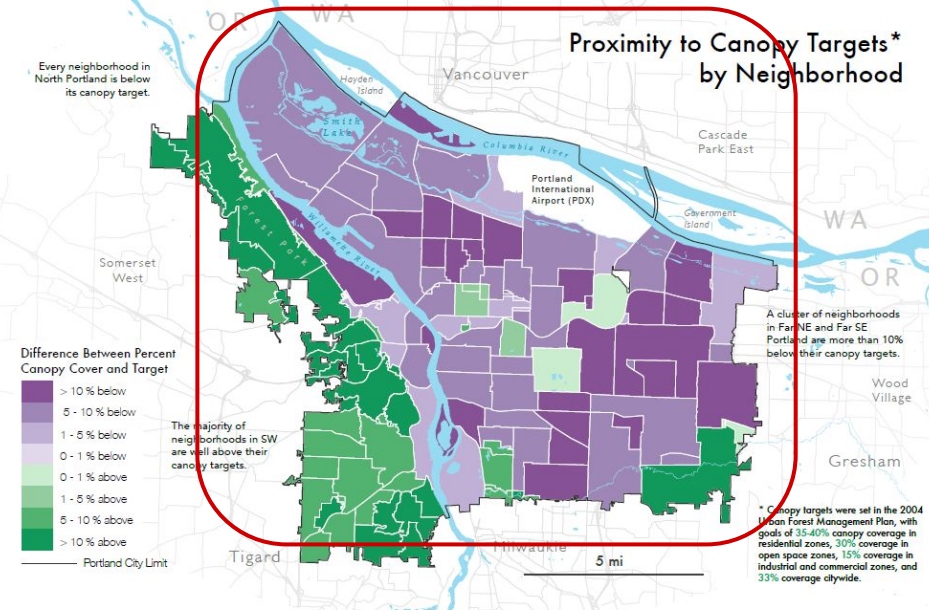 OR
WA
Proximity to Canopy Targets*
by Neighborhood
Every neighborhood in
North Portland is below
its canopy target.
Hayden
Island
Vancouver
Smith
Lake
Columbia River
Cascade
Park East
Portland
International
Airport (PDX)
Government
Island
WA
Forest Park
Willamette River
Somerset
West
OR
A cluster of neighborhoods
in Far NE and Far SE
Portland are more than 10%
below their canopy targets.
Difference Between Percent
Canopy Cover and Target
> 10 % below
5 - 10 % below
1 - 5 % below
0 - 1 % below
0 - 1 % above
1 - 5 % above
5 - 10 % above
> 10 % above
Portland City Limit
The majority of
neighborhoods in SW
are well above their
canopy targets.
Wood
Village
Gresham
Tigard
Milwaukie
5 mi
* Canopy targets were set in the 2004
Urban Forest Management Plan, with
goals of 35-40% canopy coverage in
residential zones, 30% coverage in
open space zones, 15% coverage in
industrial and commercial zones, and
33% coverage citywide.